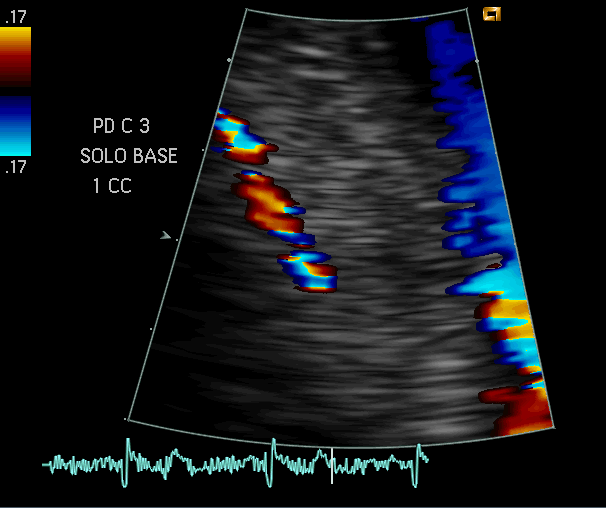 .17
.17
PD C 3
SOLO BASE
1 CC